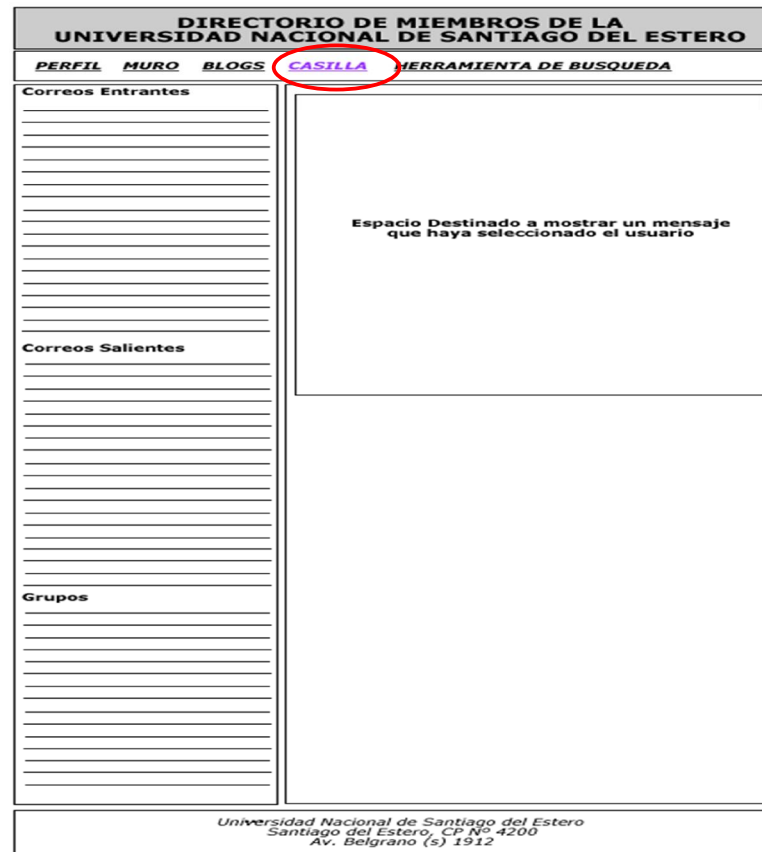 DIRECTORIO DE MIEMBROS DE LA
UNIVERSIDAD NACIONAL DE SANTIAGO DEL ESTERO
PERFIL MURO BLOGS CASILLA HERRAMIENTA DE BUSQUEDA
Correos Entrantes
Espacio Destinado a mostrar un mensaje
que haya seleccionado el usuario
Correos Salientes
Grupos
Universidad Nacional de Santiago del Estero
Santiago del Estero, CP Nº 4200
Av. Belgrano (s) 1912